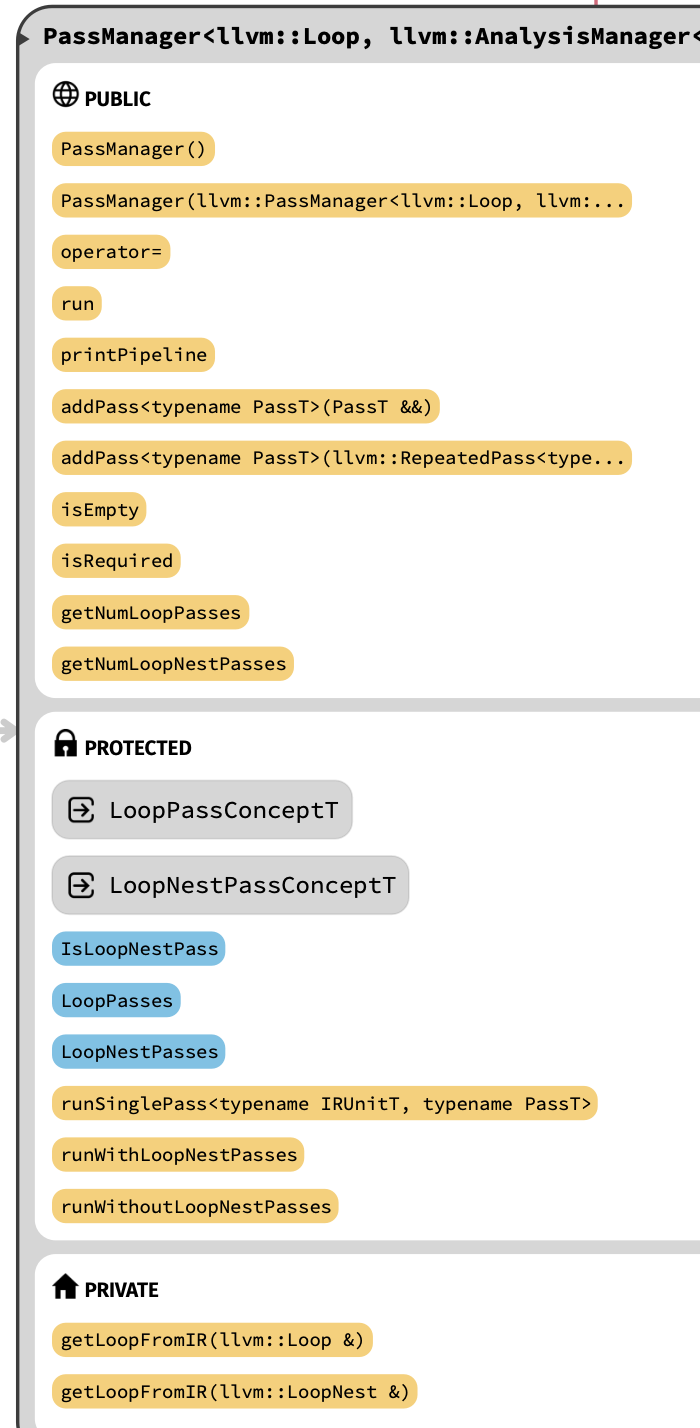 PassManager<llvm::Loop, llvm::AnalysisManager<
PUBLIC
PassManager()
PassManager(llvm::PassManager<llvm::Loop, llvm:...
operator=
run
printPipeline
addPass<typename PassT>(PassT &&)
addPass<typename PassT>(llvm::RepeatedPass<type...
isEmpty
isRequired
getNumLoopPasses
getNumLoopNestPasses
PROTECTED
LoopPassConceptT
LoopNestPassConceptT
IsLoopNestPass
LoopPasses
LoopNestPasses
runSinglePass<typename IRUnitT, typename PassT>
runWithLoopNestPasses
runWithoutLoopNestPasses
PRIVATE
getLoopFromIR(llvm::Loop &)
getLoopFromIR(llvm::LoopNest &)